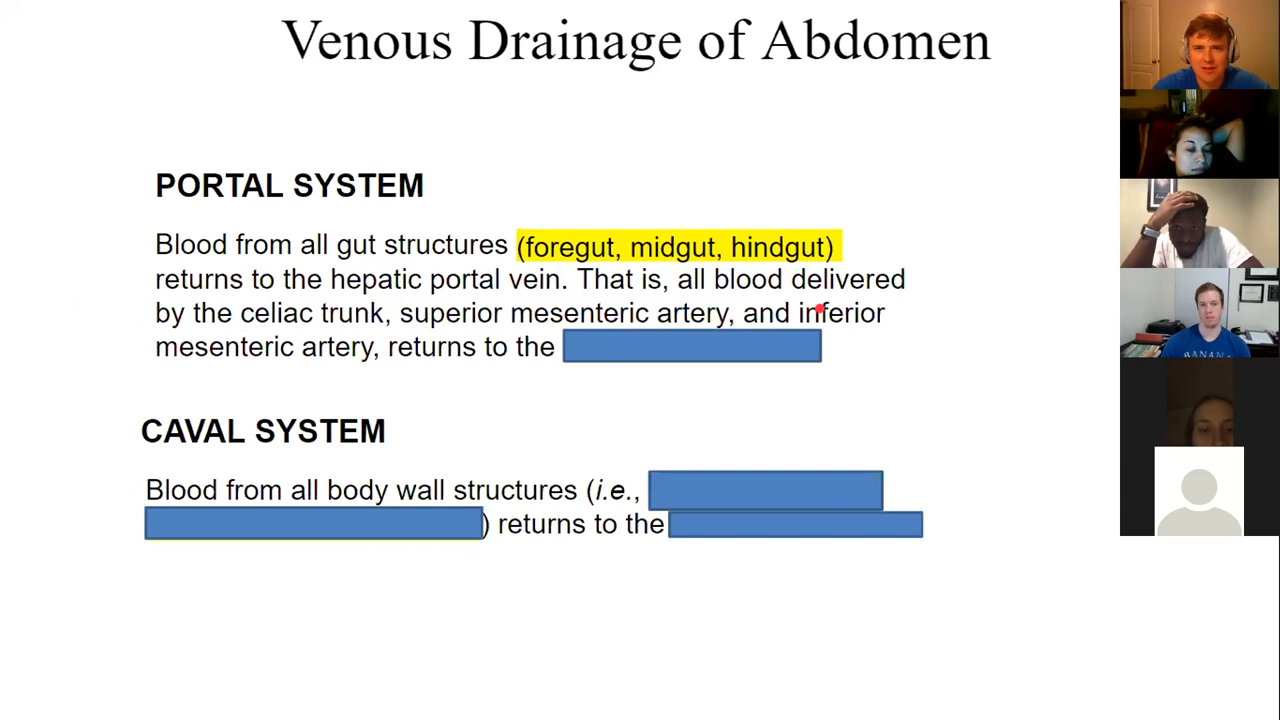 Venous Drainage of Abdomen
PORTAL SYSTEM
Blood from all gut structures (foregut, midgut, hindgut)
returns to the hepatic portal vein. That is, all blood delivered
by the celiac trunk, superior mesenteric artery, and inferior
mesenteric artery, returns to the
CAVAL SYSTEM
Blood from all body wall structures (i.e.,
) returns to the
BANANA